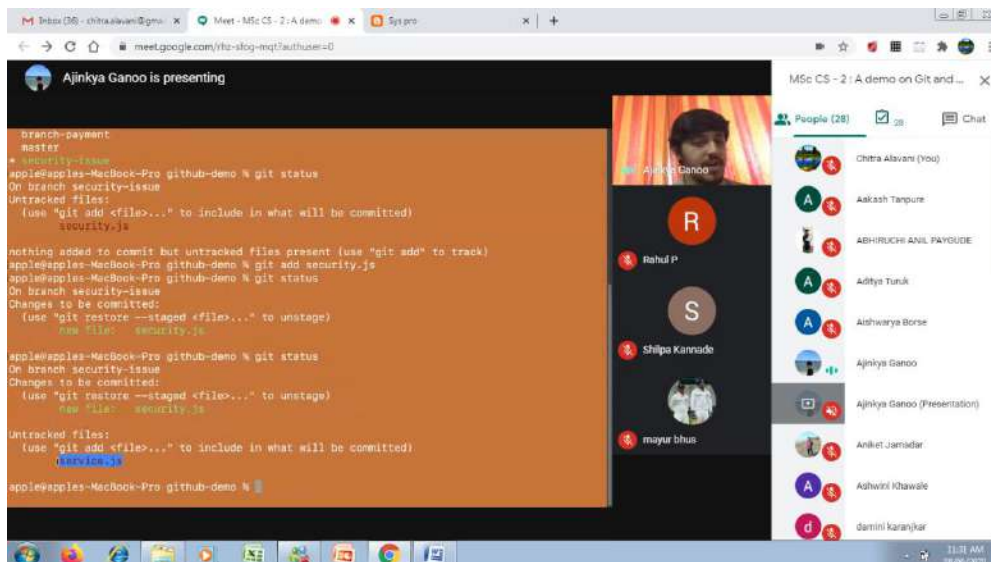 Inbox (36) - chitra.alavani@gma
Meet - MSc CS - 2 : A demo
Sys pro
meet.google.com/rhz-sfog-mqt?authuser=0
Ajinkya Ganoo is presenting
branch-payment
master
* security-issue
apple@apples-MacBook-Pro github-demo % git status
On branch security-issue
Untracked files:
(use "git add <file>..." to include in what will be committed)
security.js
nothing added to commit but untracked files present (use "git add" to track)
apple@apples-MacBook-Pro github-demo % git add security.js
apple@apples-MacBook-Pro github-demo % git status
On branch security-issue
Changes to be committed:
(use "git restore --staged <file>..." to unstage)
new file: security.js
apple@apples-MacBook-Pro github-demo % git status
On branch security-issue
Changes to be committed:
(use "git restore --staged <file>..." to unstage)
new file: security.js
Untracked files:
(use "git add <file>..." to include in what will be committed)
service.js
apple@apples-MacBook-Pro github-demo %
Ajinkya Ganoo
R
Rahul P
S
Shilpa Kannade
mayur bhus
MSc CS - 2 : A demo on Git and ...
People (28)
28
Chat
Chitra Alavani (You)
A
Aakash Tanpure
ABHIRUCHI ANIL PAYGUDE
A
Aditya Turuk
A
Aishwarya Borse
Ajinkya Ganoo
Ajinkya Ganoo (Presentation)
Aniket Jamadar
A
Ashwini Khawale
d
damini karanjkar
11:31 AM